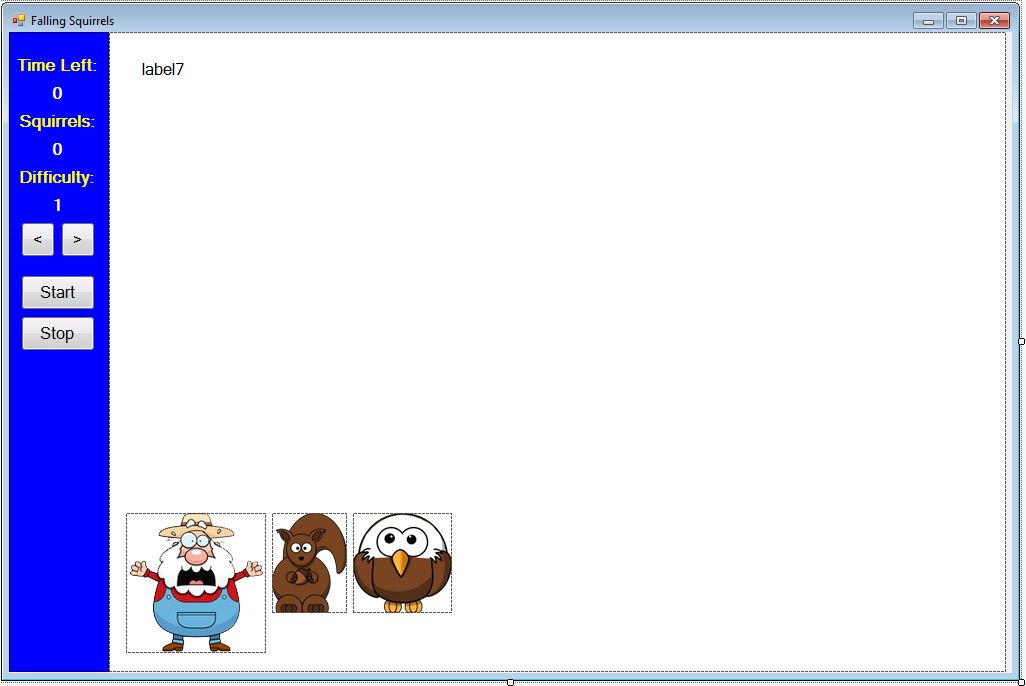 Falling Squirrels
Time Left:
0
Squirrels:
0
Difficulty:
1
< >
Start
Stop
label7